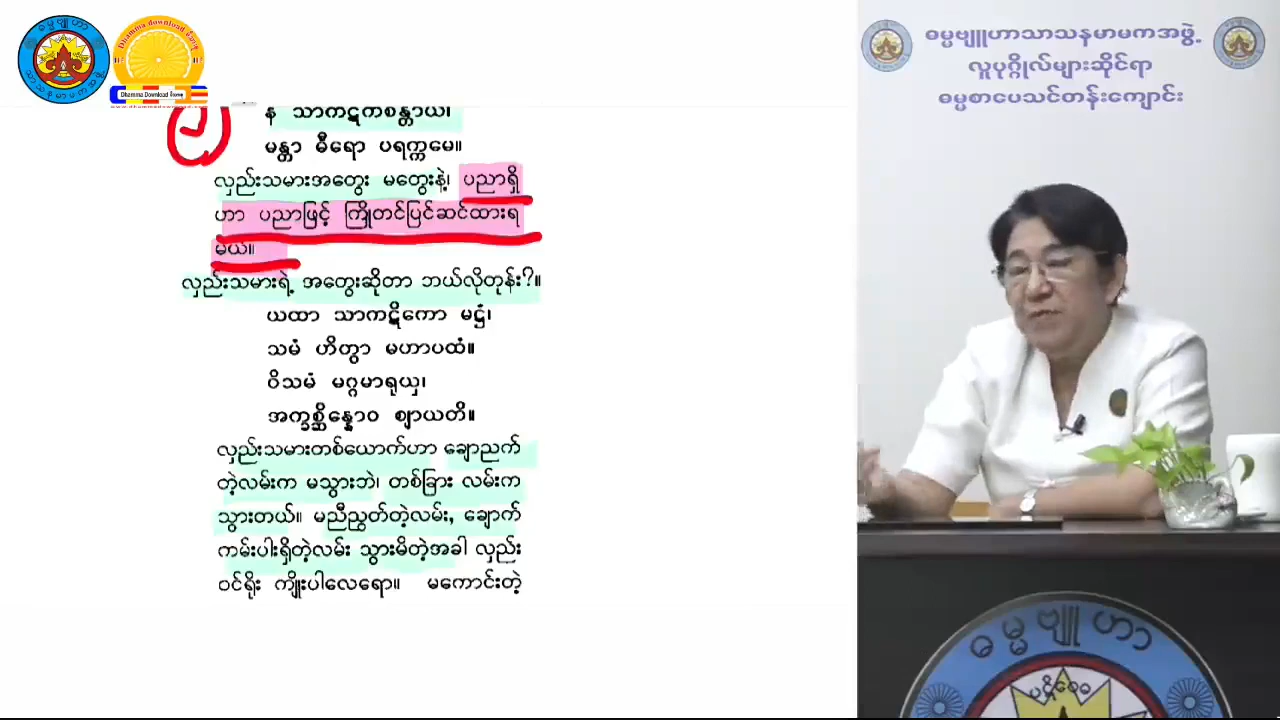 Dhamma download
Dhamma Download
န သာကဋိကစိန္တာယ၊
မန္တာ ဓီရော ပရက္ကမေ။
လှည်းသမားအတွေး မတွေးနဲ့၊ ပညာရှိ
ဟာ ပညာဖြင့် ကြိုတင်ပြင်ဆင်ထားရ
မယ်။
လှည်းသမားရဲ့ အတွေးဆိုတာ ဘယ်လိုတုန်း?။
ယထာ သာကဋိကော မဋ္ဌံ၊
သမံ ဟိတွာ မဟာပထံ။
ဝိသမံ မဂ္ဂမာရုယှ၊
အက္ခစ္ဆိန္နောဝ ဈာယတိ။
လှည်းသမားတစ်ယောက်ဟာ ချောညက်
တဲ့လမ်းက မသွားဘဲ၊ တစ်ခြား လမ်းက
သွားတယ်။ မညီညွတ်တဲ့လမ်း, ချောက်
ကမ်းပါးရှိတဲ့လမ်း သွားမိတဲ့အခါ လှည်း
ဝင်ရိုး ကျိုးပါလေရော။ မကောင်းတဲ့
ဓမ္မဗျူဟာသာသနမာမကအဖွဲ့
လူပုဂ္ဂိုလ်များဆိုင်ရာ
ဓမ္မစာပေသင်တန်းကျောင်း
ဓမ္မဗျူဟာ
ပဋိဝေဓ